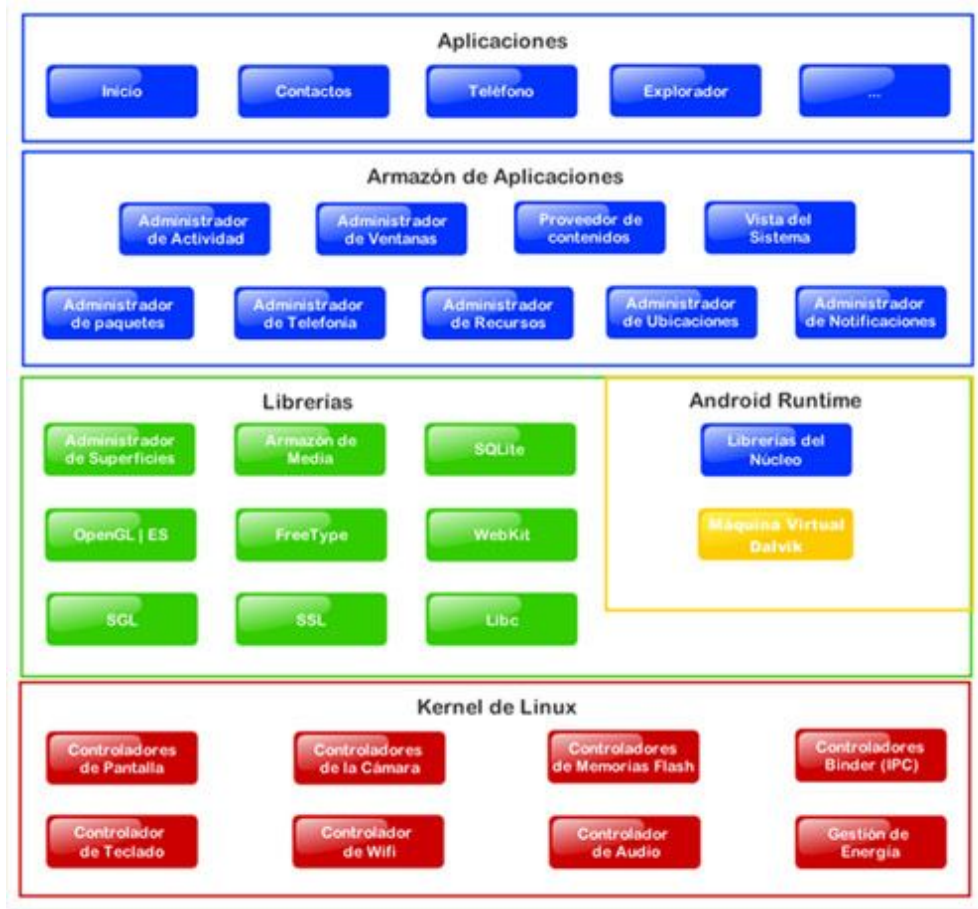 Aplicaciones
Inicio
Contactos
Teléfono
Explorador
...
Armazón de Aplicaciones
Administrador
de Actividad
Administrador
de Ventanas
Proveedor de
contenidos
Vista del
Sistema
Administrador
de paquetes
Administrador
de Telefonía
Administrador
de Recursos
Administrador
de Ubicaciones
Administrador
de Notificaciones
Librerías
Administrador
de Superficies
Armazón de
Media
SQLite
OpenGL | ES
FreeType
WebKit
SGL
SSL
Libc
Android Runtime
Librerías del
Núcleo
Máquina Virtual
Dalvik
Kernel de Linux
Controladores
de Pantalla
Controladores
de la Cámara
Controladores
de Memorias Flash
Controladores
Binder (IPC)
Controlador
de Teclado
Controlador
de Wifi
Controlador
de Audio
Gestión de
Energía